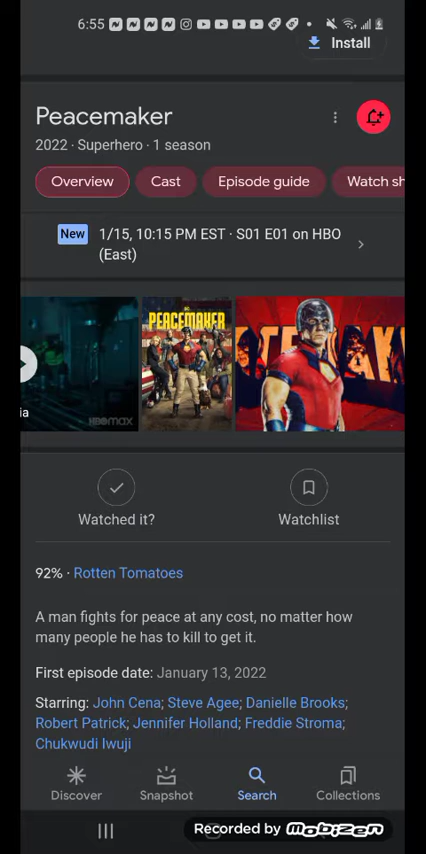 6:55
Install
Peacemaker
2022 · Superhero · 1 season
Overview
Cast
Episode guide
Watch sh
New
1/15, 10:15 PM EST · S01 E01 on HBO
(East)
ia
HBOMAX
PEACEMAKER
Watched it?
Watchlist
92% · Rotten Tomatoes
A man fights for peace at any cost, no matter how
many people he has to kill to get it.
First episode date: January 13, 2022
Starring: John Cena; Steve Agee; Danielle Brooks;
Robert Patrick; Jennifer Holland; Freddie Stroma;
Chukwudi Iwuji
Discover
Snapshot
Search
Collections
Recorded by Mobizen